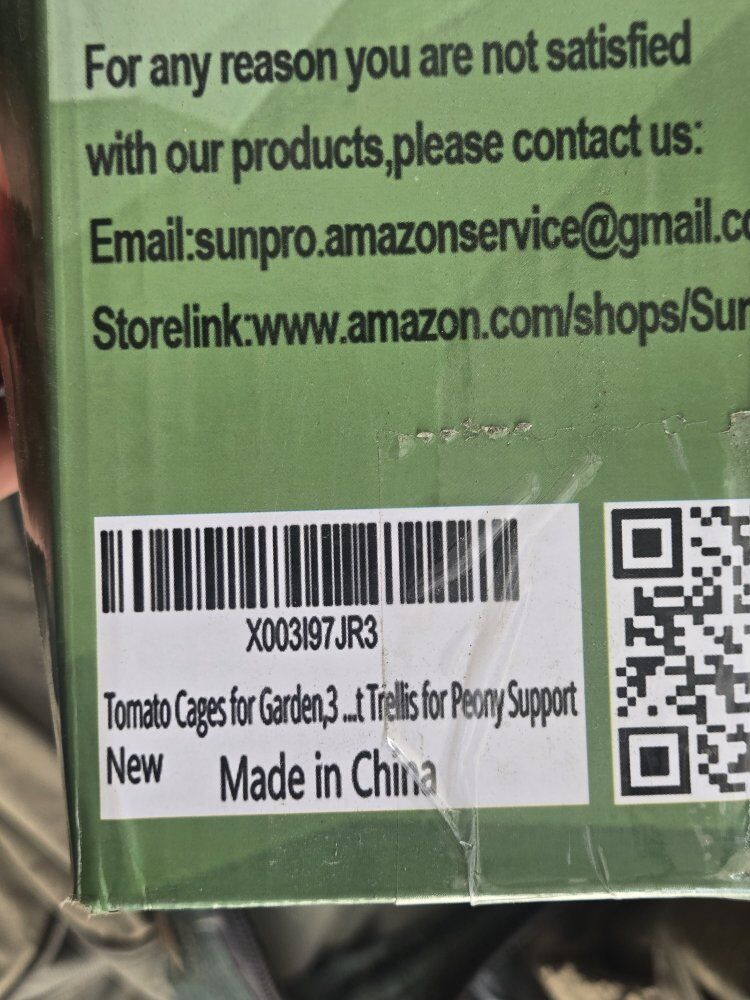 For any reason you are not satisfied
with our products,please contact us:
Email:sunpro.amazonservice@gmail.co
Storelink:www.amazon.com/shops/Sun
X003I97JR3
Tomato Cages for Garden,3 ...t Trellis for Peony Support
New
Made in China